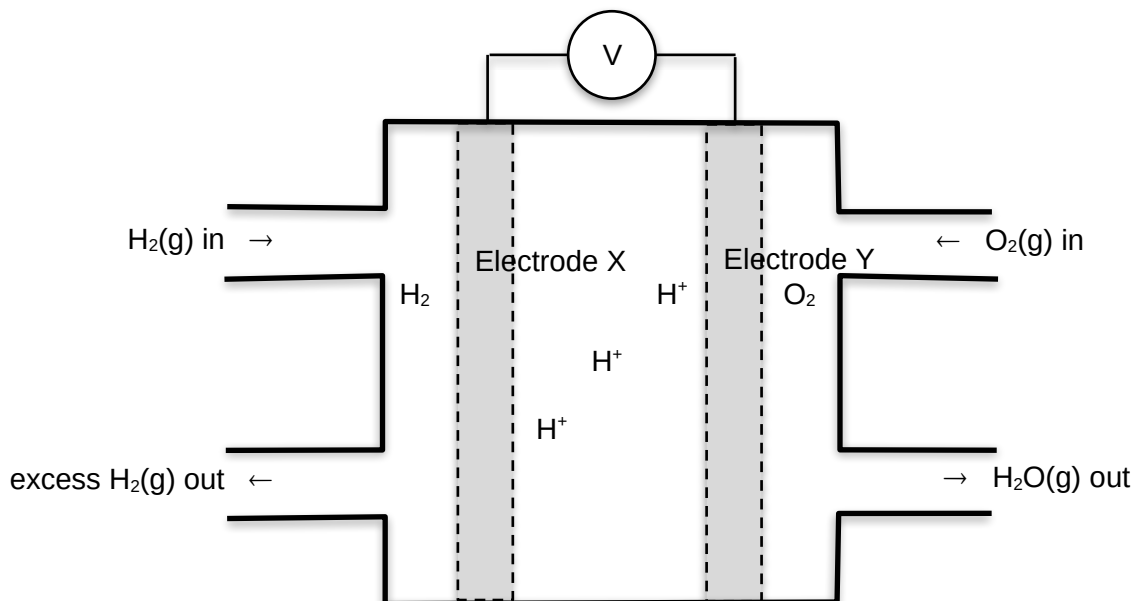 V
H₂(g) in →
← O₂(g) in
Electrode X
Electrode Y
H₂
H⁺
O₂
H⁺
H⁺
excess H₂(g) out ←
→ H₂O(g) out